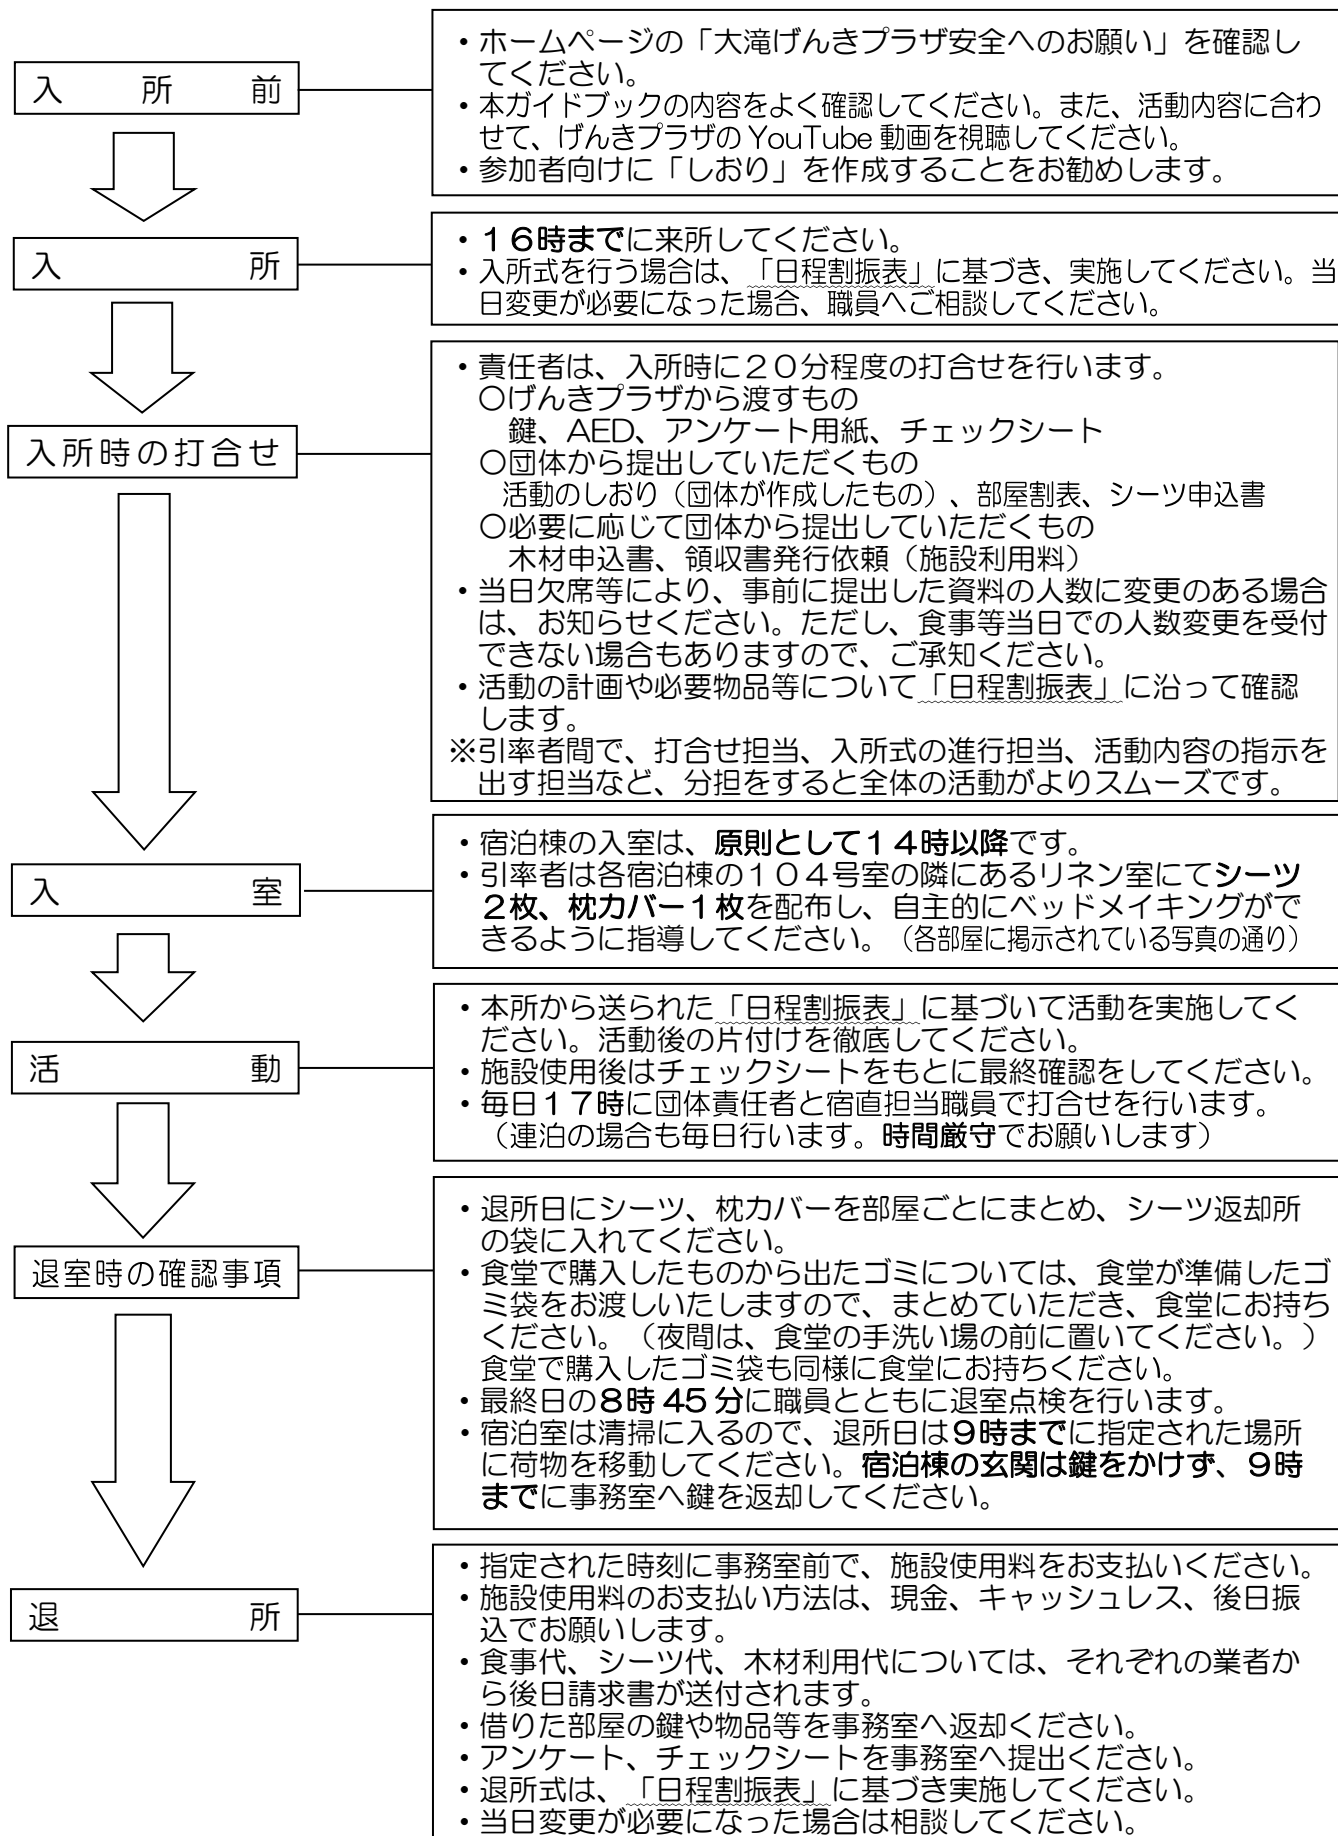 入所前
・ホームページの「大滝げんきプラザ安全へのお願い」を確認し
てください。
・本ガイドブックの内容をよく確認してください。また、活動内容に合わ
せて、げんきプラザの YouTube 動画を視聴してください。
・参加者向けに「しおり」を作成することをお勧めします。
入所
・１６時までに来所してください。
・入所式を行う場合は、「日程割振表」に基づき、実施してください。当
日変更が必要になった場合、職員へご相談してください。
入所時の打合せ
・責任者は、入所時に２０分程度の打合せを行います。
○げんきプラザから渡すもの
鍵、AED、アンケート用紙、チェックシート
○団体から提出していただくもの
活動のしおり（団体が作成したもの）、部屋割表、シーツ申込書
○必要に応じて団体から提出していただくもの
木材申込書、領収書発行依頼（施設利用料）
・当日欠席等により、事前に提出した資料の人数に変更のある場合
は、お知らせください。ただし、食事等当日での人数変更を受付
できない場合もありますので、ご承知ください。
・活動の計画や必要物品等について「日程割振表」に沿って確認
します。
※引率者間で、打合せ担当、入所式の進行担当、活動内容の指示を
出す担当など、分担をすると全体の活動がよりスムーズです。
入室
・宿泊棟の入室は、原則として１４時以降です。
・引率者は各宿泊棟の１０４号室の隣にあるリネン室にてシーツ
２枚、枕カバー１枚を配布し、自主的にベッドメイキングがで
きるように指導してください。（各部屋に掲示されている写真の通り）
活動
・本所から送られた「日程割振表」に基づいて活動を実施してく
ださい。活動後の片付けを徹底してください。
・施設使用後はチェックシートをもとに最終確認をしてください。
・毎日１７時に団体責任者と宿直担当職員で打合せを行います。
（連泊の場合も毎日行います。時間厳守でお願いします）
退室時の確認事項
・退所日にシーツ、枕カバーを部屋ごとにまとめ、シーツ返却所
の袋に入れてください。
・食堂で購入したものから出たゴミについては、食堂が準備したゴ
ミ袋をお渡しいたしますので、まとめていただき、食堂にお持ち
ください。（夜間は、食堂の手洗い場の前に置いてください。）
食堂で購入したゴミ袋も同様に食堂にお持ちください。
・最終日の８時 45 分に職員とともに退室点検を行います。
・宿泊室は清掃に入るので、退所日は９時までに指定された場所
に荷物を移動してください。宿泊棟の玄関は鍵をかけず、９時
までに事務室へ鍵を返却してください。
退所
・指定された時刻に事務室前で、施設使用料をお支払いください。
・施設使用料のお支払い方法は、現金、キャッシュレス、後日振
込でお願いします。
・食事代、シーツ代、木材利用代については、それぞれの業者か
ら後日請求書が送付されます。
・借りた部屋の鍵や物品等を事務室へ返却ください。
・アンケート、チェックシートを事務室へ提出ください。
・退所式は、「日程割振表」に基づき実施してください。
・当日変更が必要になった場合は相談してください。